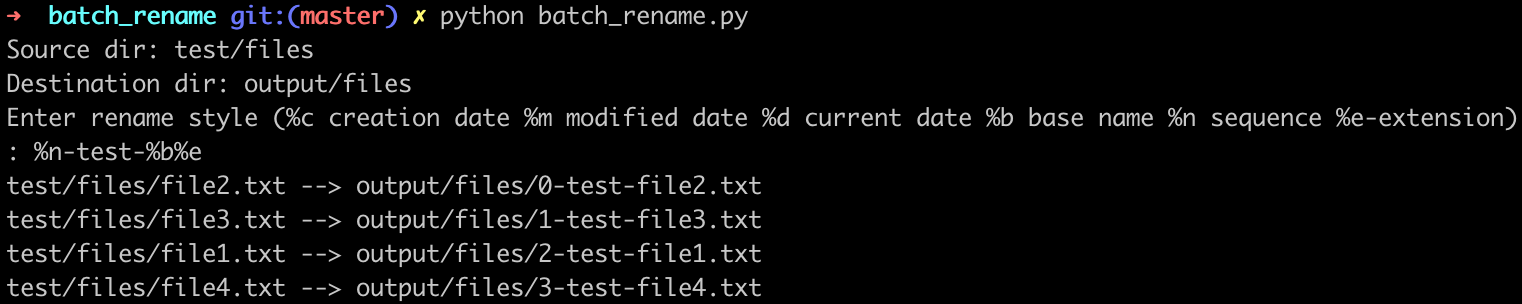 ➜  batch_rename git:(master) ✗ python batch_rename.py
Source dir: test/files
Destination dir: output/files
Enter rename style (%c creation date %m modified date %d current date %b base name %n sequence %e-extension)
: %n-test-%b%e
test/files/file2.txt --> output/files/0-test-file2.txt
test/files/file3.txt --> output/files/1-test-file3.txt
test/files/file1.txt --> output/files/2-test-file1.txt
test/files/file4.txt --> output/files/3-test-file4.txt